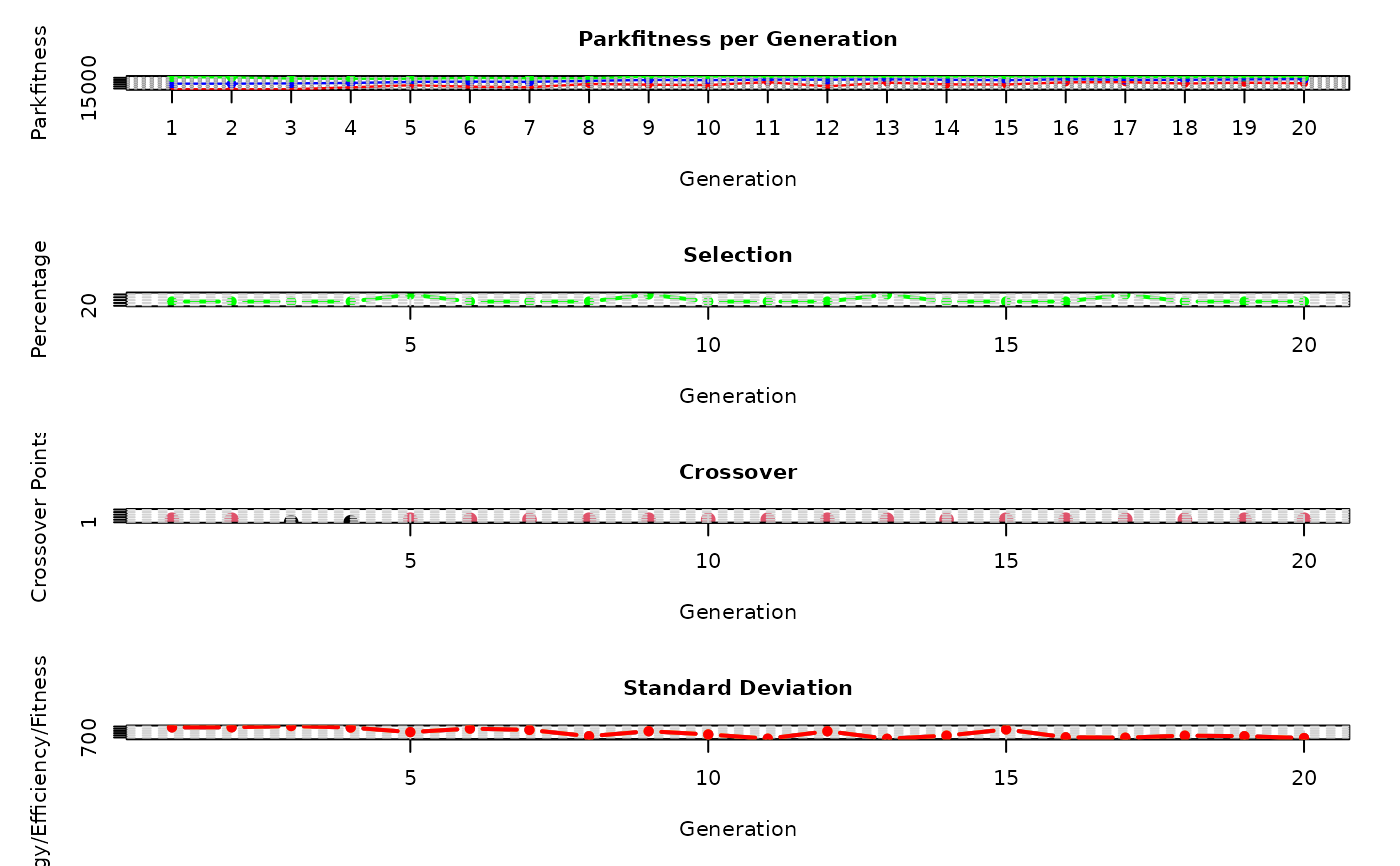 Parkfitness per Generation
Parkfitness
15000
1 2 3 4 5 6 7 8 9 10 11 12 13 14 15 16 17 18 19 20
Generation
Selection
Percentage
20
5 10 15 20
Generation
Crossover
Crossover Points
1
5 10 15 20
Generation
Standard Deviation
gy/Efficiency/Fitness
700
5 10 15 20
Generation